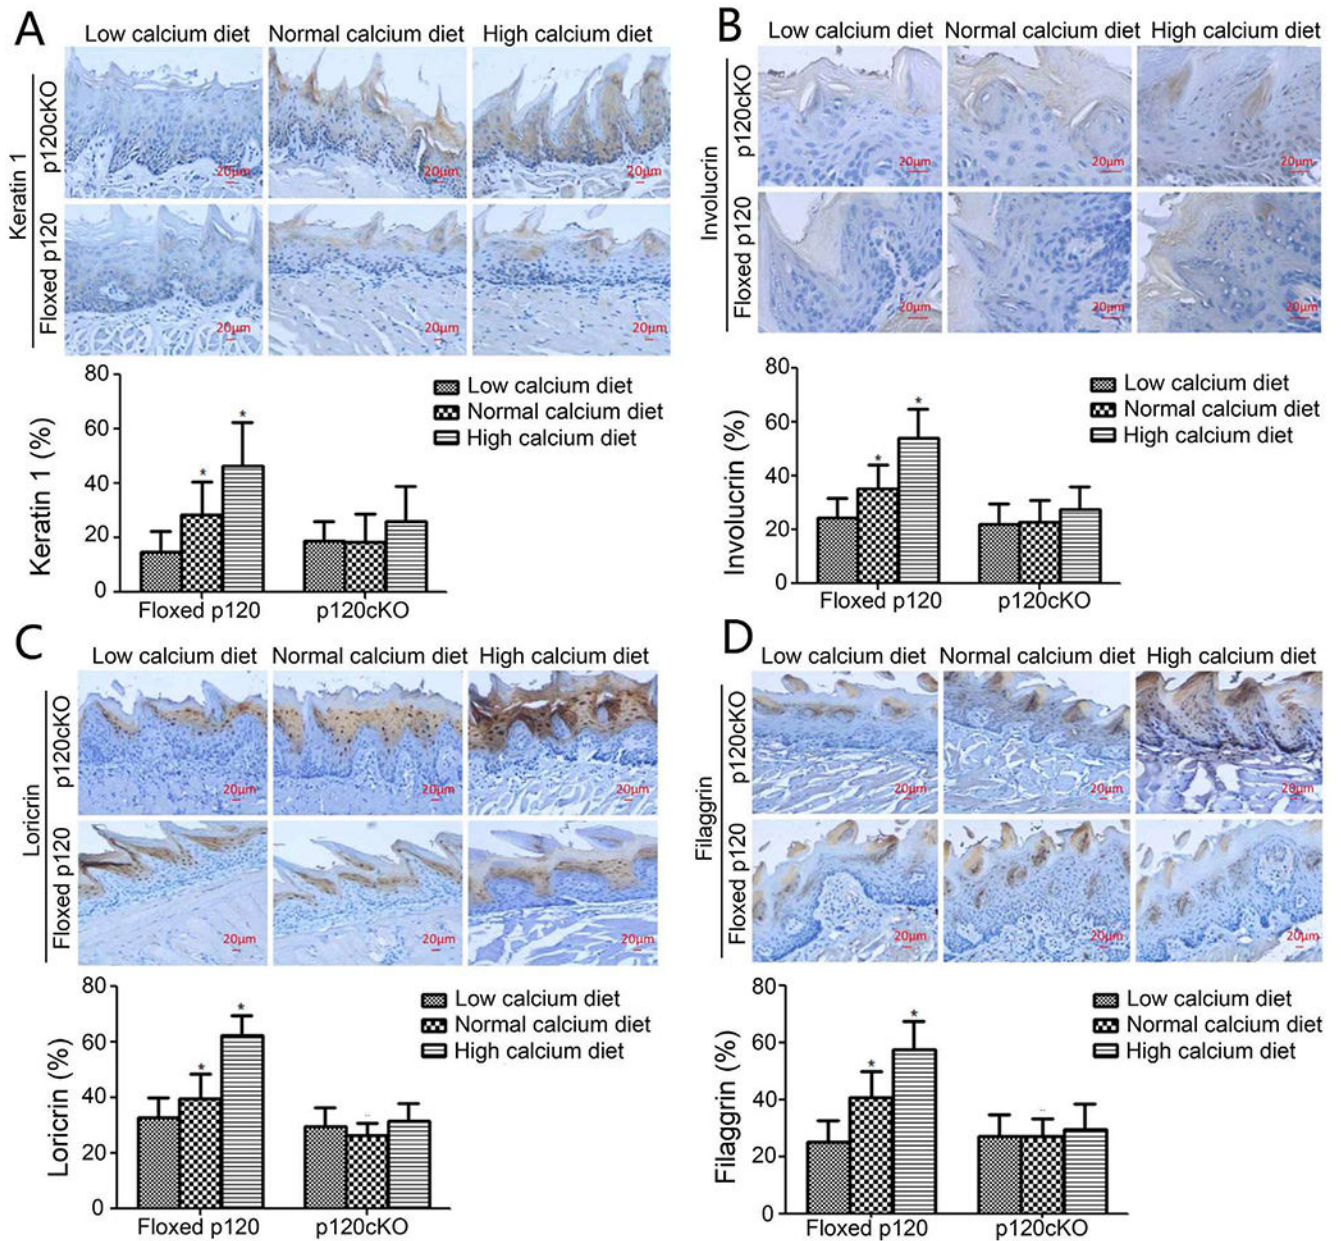 A
Low calcium diet Normal calcium diet High calcium diet
Keratin 1
p120cKO
20μm 20μm 20μm
Floxed p120
20μm 20μm 20μm
Keratin 1 (%)
80
60
40
20
0
* *
Floxed p120 p120cKO
Low calcium diet
Normal calcium diet
High calcium diet
B
Low calcium diet Normal calcium diet High calcium diet
Involucrin
p120cKO
20μm 20μm 20μm
Floxed p120
20μm 20μm 20μm
Involucrin (%)
80
60
40
20
0
* *
Floxed p120 p120cKO
Low calcium diet
Normal calcium diet
High calcium diet
C
Low calcium diet Normal calcium diet High calcium diet
Loricrin
p120cKO
20μm 20μm 20μm
Floxed p120
20μm 20μm 20μm
Loricrin (%)
80
60
40
20
0
* *
Floxed p120 p120cKO
Low calcium diet
Normal calcium diet
High calcium diet
D
Low calcium diet Normal calcium diet High calcium diet
Filaggrin
p120cKO
20μm 20μm 20μm
Floxed p120
20μm 20μm 20μm
Filaggrin (%)
80
60
40
20
0
* *
Floxed p120 p120cKO
Low calcium diet
Normal calcium diet
High calcium diet